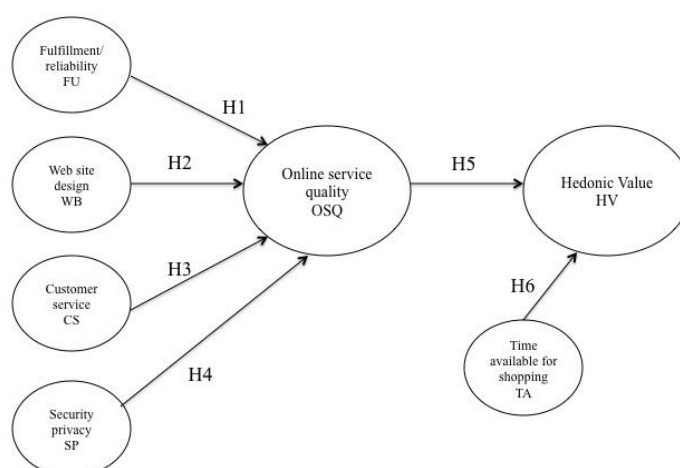 Fulfillment/
reliability
FU
H1
Web site
design
WB
H2
Online service
quality
OSQ
H5
Hedonic Value
HV
Customer
service
CS
H3
H6
Time
available for
shopping
TA
H4
Security
privacy
SP